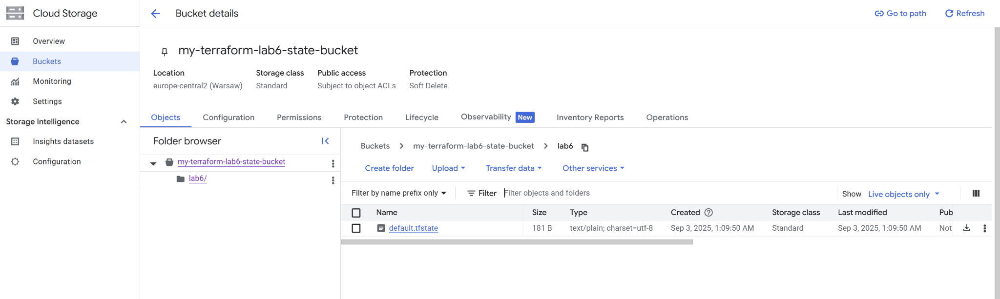 Cloud Storage
Bucket details
Go to path
Refresh
Overview
Buckets
Monitoring
Settings
Storage Intelligence
Insights datasets
Configuration
my-terraform-lab6-state-bucket
Location
Storage class
Public access
Protection
europe-central2 (Warsaw)
Standard
Subject to object ACLs
Soft Delete
Objects
Configuration
Permissions
Protection
Lifecycle
Observability New
Inventory Reports
Operations
Folder browser
my-terraform-lab6-state-bucket
lab6/
Buckets > my-terraform-lab6-state-bucket > lab6
Create folder
Upload
Transfer data
Other services
Filter by name prefix only
Filter
Filter objects and folders
Show
Live objects only
Name
Size
Type
Created
Storage class
Last modified
Pub
default.tfstate
181 B
text/plain; charset=utf-8
Sep 3, 2025, 1:09:50 AM
Standard
Sep 3, 2025, 1:09:50 AM
Not